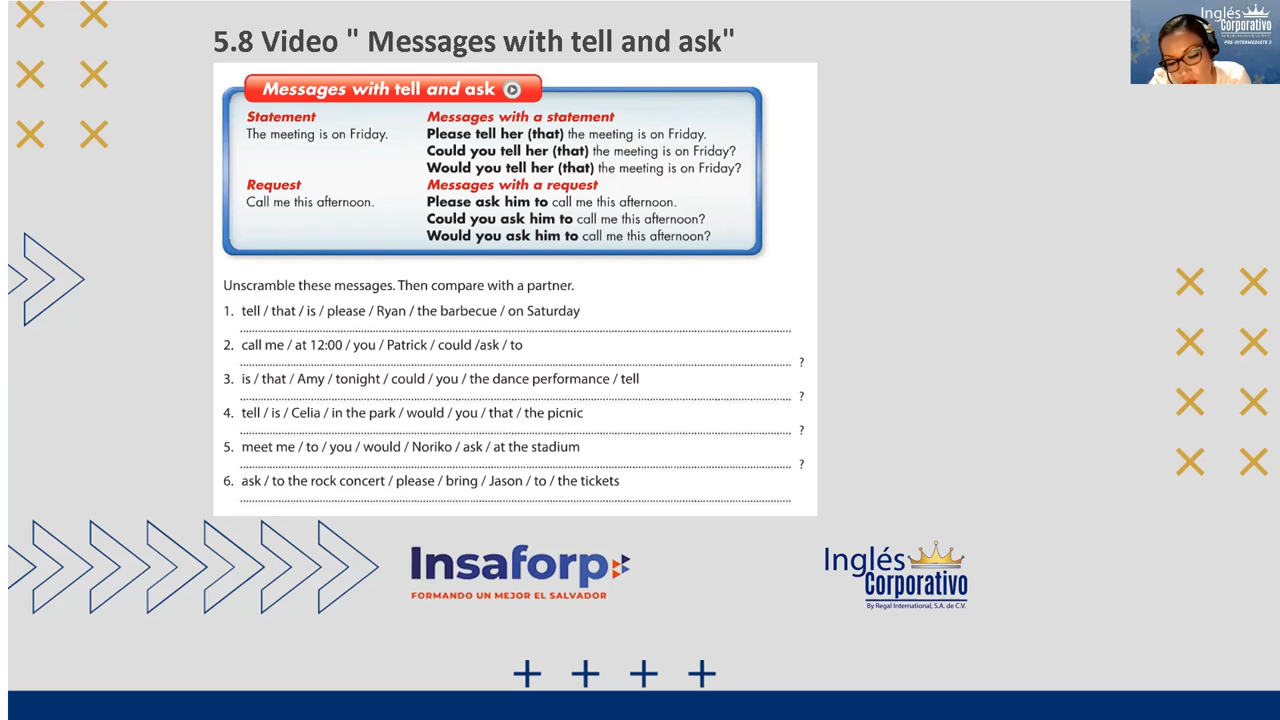 5.8 Video " Messages with tell and ask"
Inglés
Corporativo
PRE-INTERMEDIATE 2
Messages with tell and ask
Statement
The meeting is on Friday.
Messages with a statement
Please tell her (that) the meeting is on Friday.
Could you tell her (that) the meeting is on Friday?
Would you tell her (that) the meeting is on Friday?
Request
Call me this afternoon.
Messages with a request
Please ask him to call me this afternoon.
Could you ask him to call me this afternoon?
Would you ask him to call me this afternoon?
Unscramble these messages. Then compare with a partner.
1. tell / that / is / please / Ryan / the barbecue / on Saturday
2. call me / at 12:00 / you / Patrick / could /ask / to
?
3. is / that / Amy / tonight / could / you / the dance performance / tell
?
4. tell / is / Celia / in the park / would / you / that / the picnic
?
5. meet me / to / you / would / Noriko / ask / at the stadium
?
6. ask / to the rock concert / please / bring / Jason / to / the tickets
Insaforp
FORMANDO UN MEJOR EL SALVADOR
Inglés
Corporativo
By Regal International, S.A. de C.V.